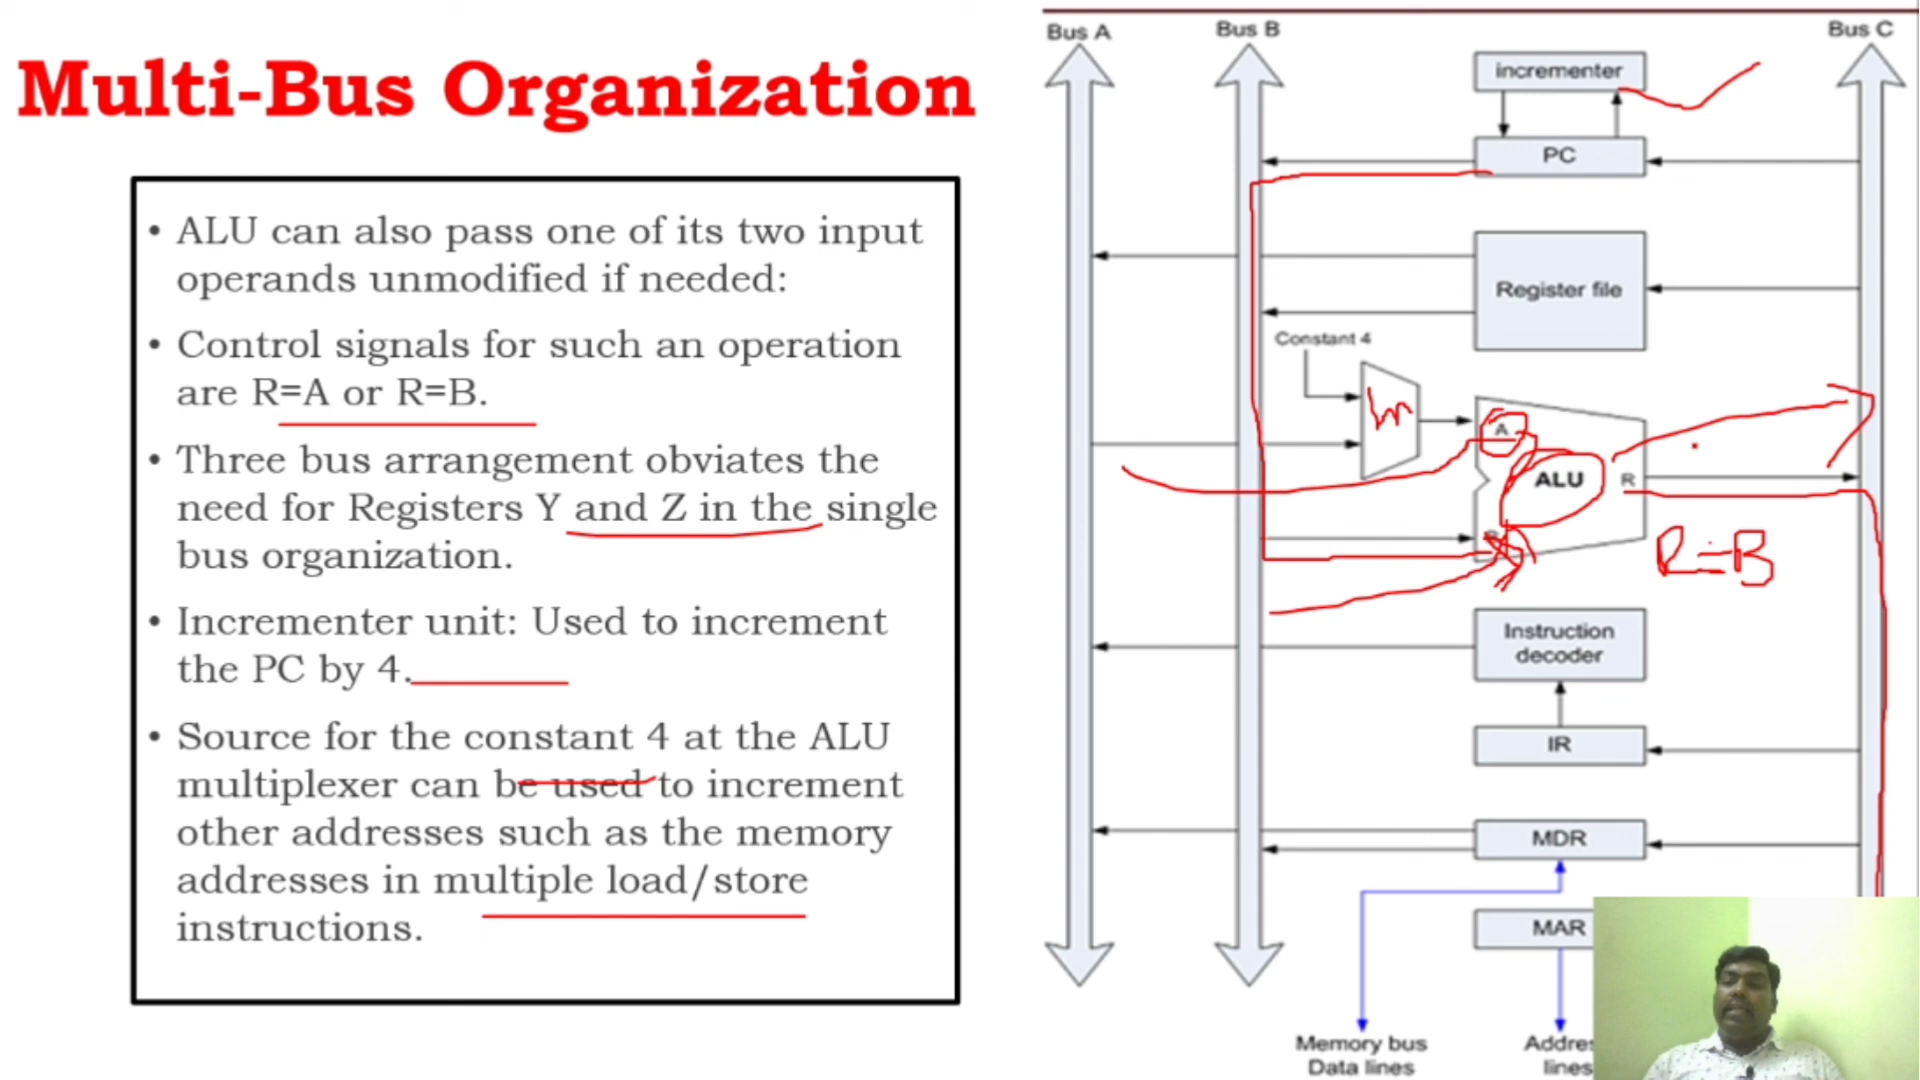 Multi-Bus Organization
• ALU can also pass one of its two input
operands unmodified if needed:
• Control signals for such an operation
are R=A or R=B.
• Three bus arrangement obviates the
need for Registers Y and Z in the single
bus organization.
• Incrementer unit: Used to increment
the PC by 4.
• Source for the constant 4 at the ALU
multiplexer can be used to increment
other addresses such as the memory
addresses in multiple load/store
instructions.
Bus A
Bus B
Bus C
incrementer
PC
Register file
Constant 4
A
ALU
R
R=B
Instruction
decoder
IR
MDR
MAR
Memory bus
Data lines
lines